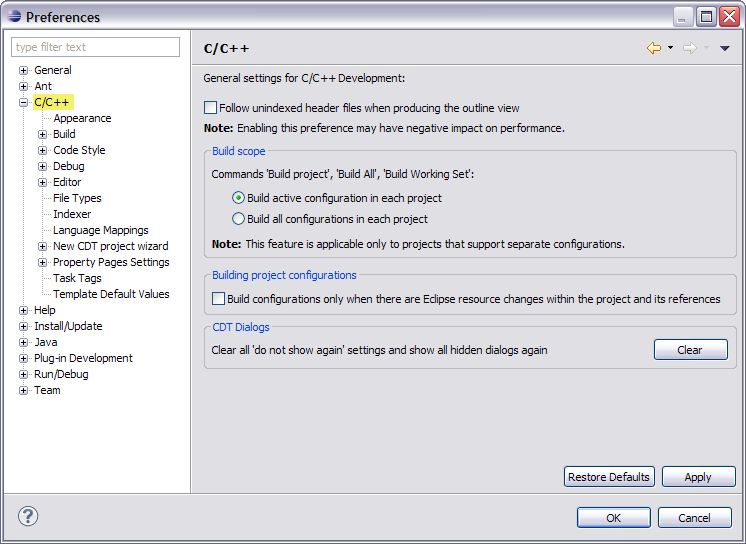 Preferences
type filter text
General
Ant
C/C++
Appearance
Build
Code Style
Debug
Editor
File Types
Indexer
Language Mappings
New CDT project wizard
Property Pages Settings
Task Tags
Template Default Values
Help
Install/Update
Java
Plug-in Development
Run/Debug
Team
C/C++
General settings for C/C++ Development:
Follow unindexed header files when producing the outline view
Note: Enabling this preference may have negative impact on performance.
Build scope
Commands 'Build project', 'Build All', 'Build Working Set':
Build active configuration in each project
Build all configurations in each project
Note: This feature is applicable only to projects that support separate configurations.
Building project configurations
Build configurations only when there are Eclipse resource changes within the project and its references
CDT Dialogs
Clear all 'do not show again' settings and show all hidden dialogs again
Clear
Restore Defaults
Apply
?
OK
Cancel